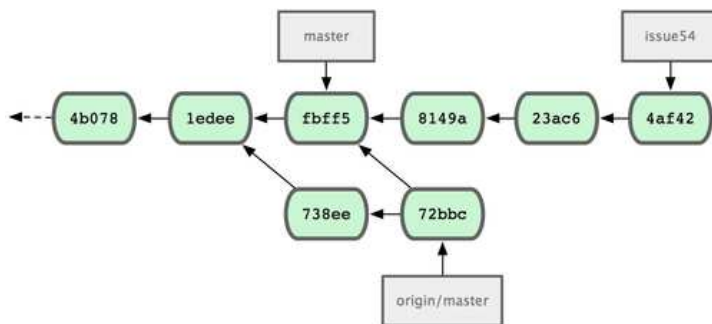 master
issue54
4b078
1edee
fbff5
8149a
23ac6
4af42
738ee
72bbc
origin/master